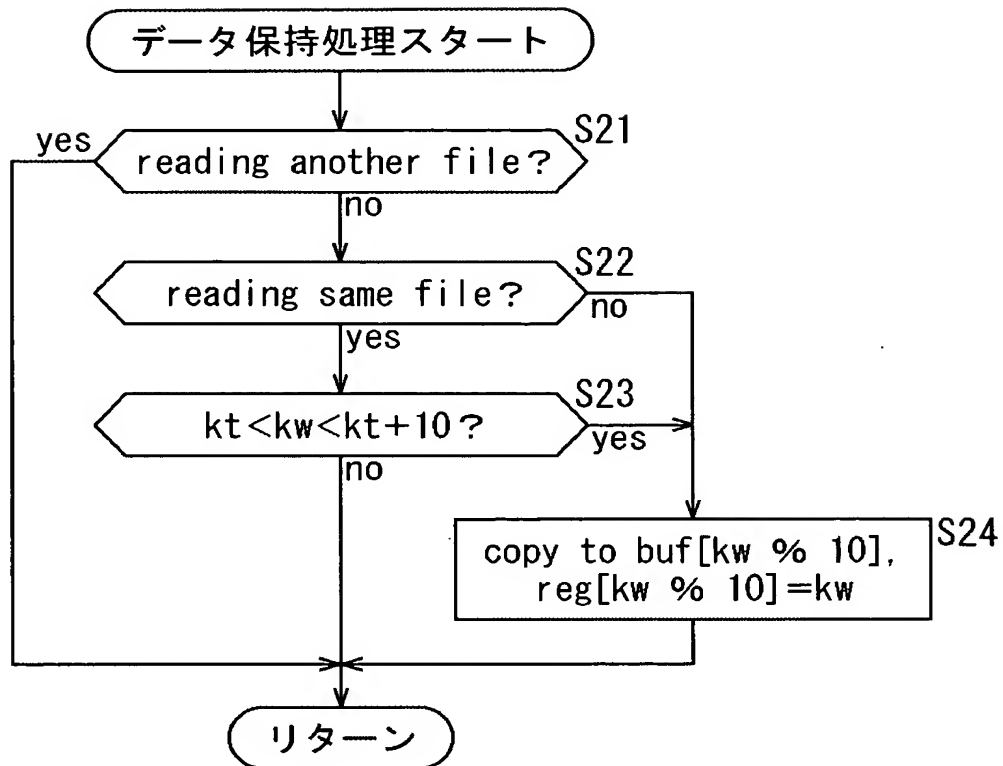 データ保持処理スタート
S21
yes
reading another file?
no
S22
reading same file?
no
yes
S23
kt<kw<kt+10?
yes
no
S24
copy to buf[kw % 10],
reg[kw % 10]=kw
リターン